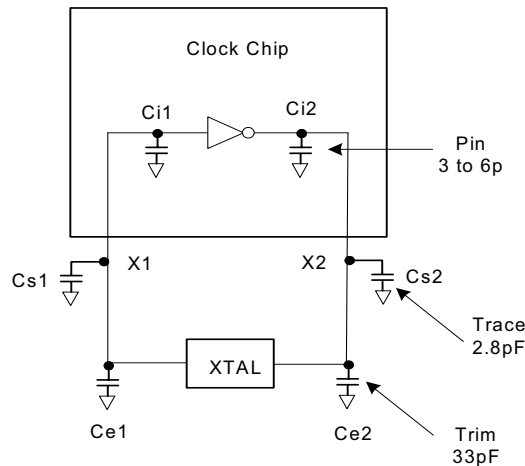 Clock Chip
Ci1
Ci2
Pin
3 to 6p
X1
X2
Cs1
Cs2
Trace
2.8pF
XTAL
Ce1
Ce2
Trim
33pF